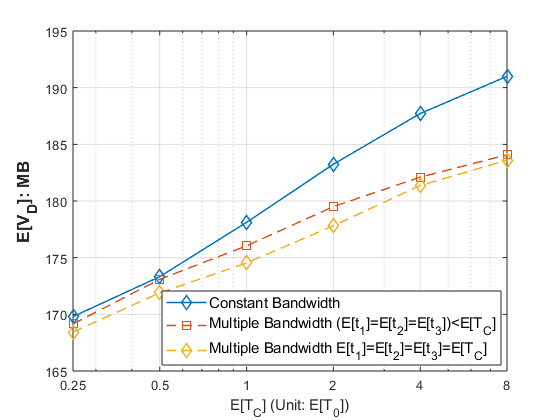 195
190
185
180
175
170
165
E[V_D]: MB
Constant Bandwidth
Multiple Bandwidth (E[t_1]=E[t_2]=E[t_3])<E[T_C]
Multiple Bandwidth E[t_1]=E[t_2]=E[t_3]=E[T_C]
0.25 0.5 1 2 4 8
E[T_C] (Unit: E[T_0])